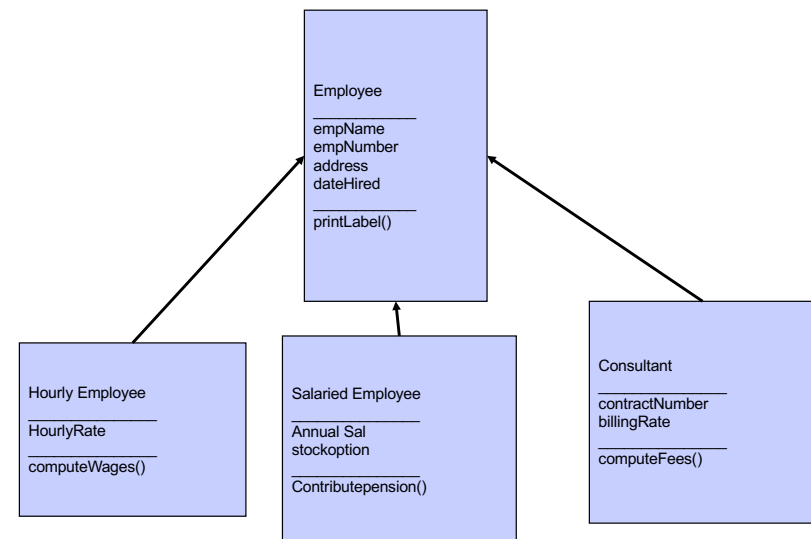 Employee
empName
empNumber
address
dateHired
printLabel()
Hourly Employee
HourlyRate
computeWages()
Salaried Employee
Annual Sal
stockoption
Contributepension()
Consultant
contractNumber
billingRate
computeFees()